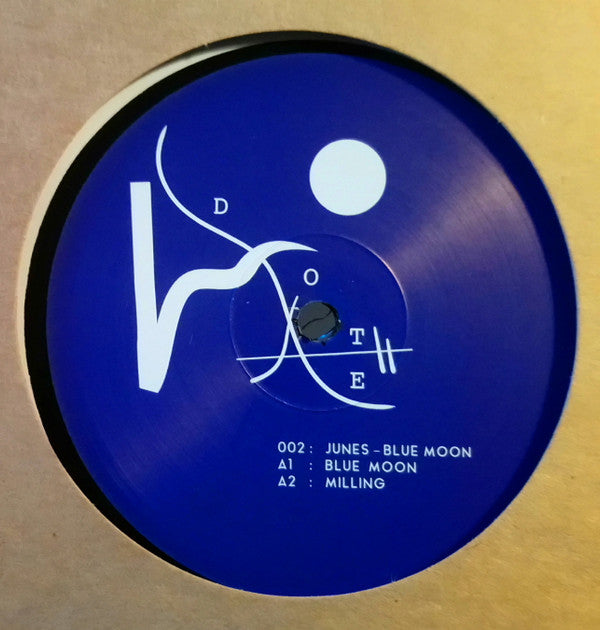 D
O
T
E
002 : JUNES – BLUE MOON
A1 : BLUE MOON
A2 : MILLING